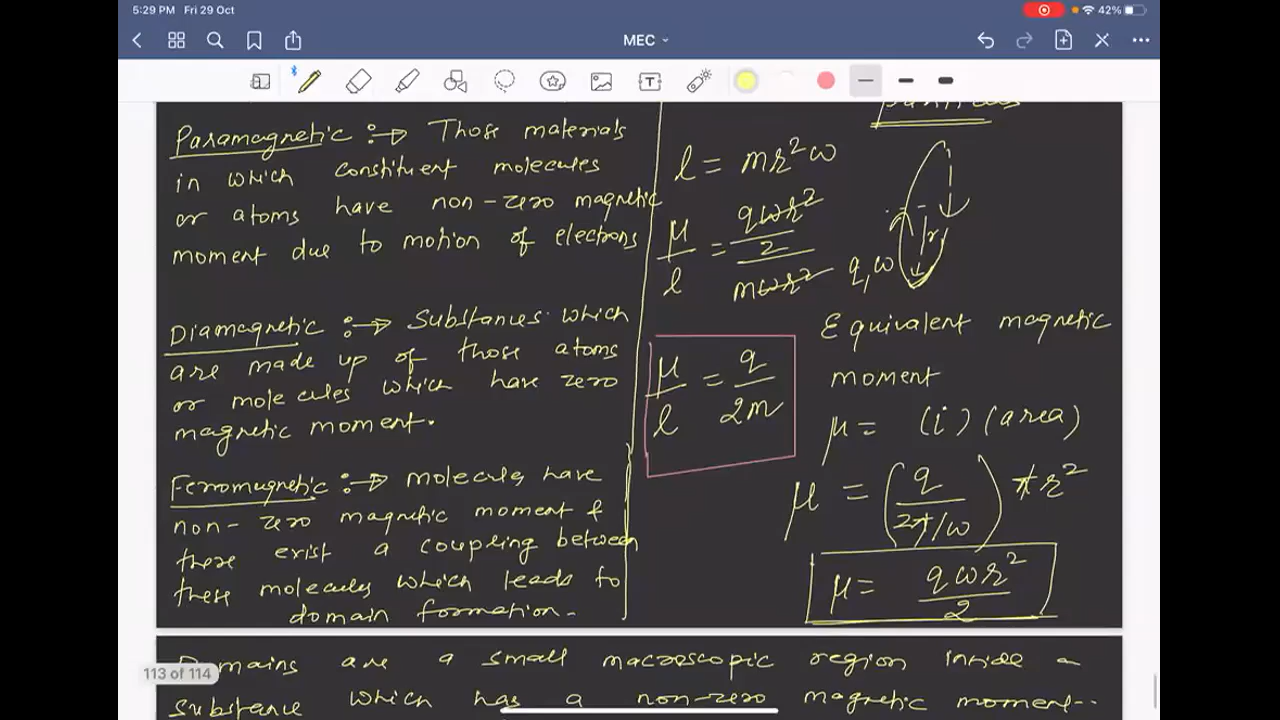 5:29 PM Fri 29 Oct
42%
MEC
T
Paramagnetic :→ Those materials
in which constituent molecules
or atoms have non-zero magnetic
moment due to motion of electrons
Diamagnetic :→ Substances which
are made up of those atoms
or molecules which have zero
magnetic moment.
Ferromagnetic :→ molecules have
non-zero magnetic moment &
there exist a coupling between
these molecules which leads to
domain formation-
l = mr²ω
μ/l = (qωr²/2)/(mωr²)
q, ω
r
μ/l = q/2m
Equivalent magnetic
moment
μ = (i) (area)
μ = (q/(2π/ω)) πr²
μ = qωr²/2
Domains are a small macroscopic region inside a
substance which has a non-zero magnetic moment--
113 of 114